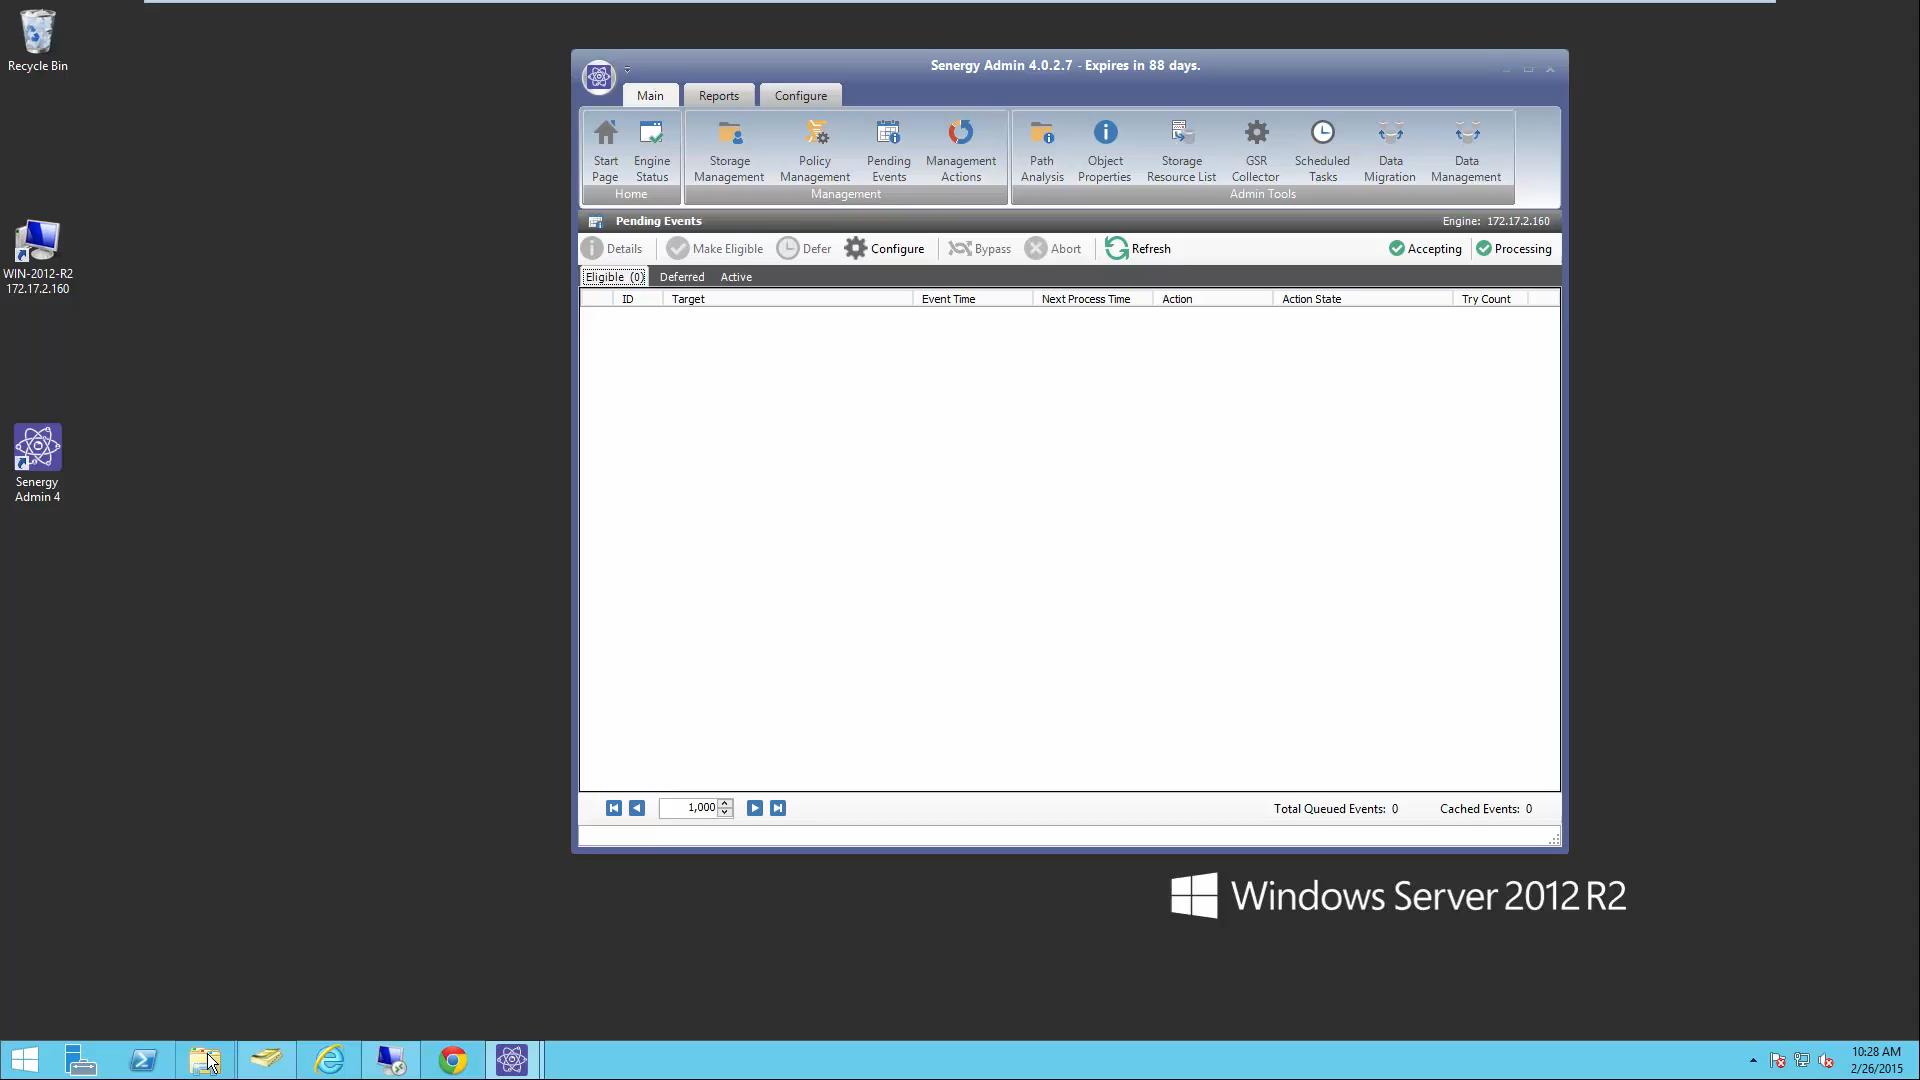 Recycle Bin
WIN-2012-R2
172.17.2.160
Senergy
Admin 4
Senergy Admin 4.0.2.7 - Expires in 88 days.
Main Reports Configure
Start Page Engine Status Storage Management Policy Management Pending Events Management Actions Path Analysis Object Properties Storage Resource List GSR Collector Scheduled Tasks Data Migration Data Management
Home Management Admin Tools
Pending Events Engine: 172.17.2.160
Details Make Eligible Defer Configure Bypass Abort Refresh Accepting Processing
Eligible (0) Deferred Active
ID Target Event Time Next Process Time Action Action State Try Count
1,000 Total Queued Events: 0 Cached Events: 0
Windows Server 2012 R2
10:28 AM
2/26/2015